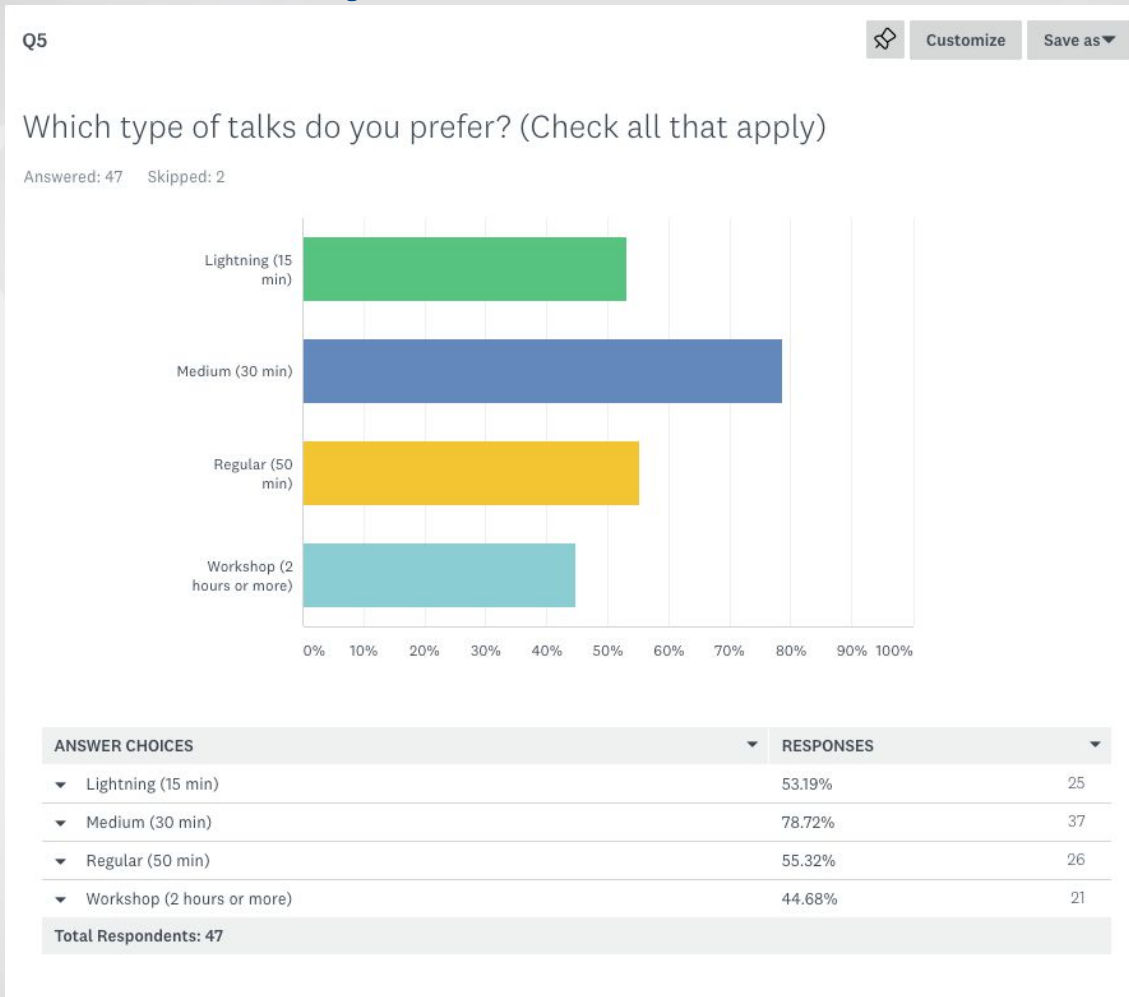 Q5
Customize
Save as
Which type of talks do you prefer? (Check all that apply)
Answered: 47 Skipped: 2
Lightning (15
min)
Medium (30 min)
Regular (50
min)
Workshop (2
hours or more)
0% 10% 20% 30% 40% 50% 60% 70% 80% 90% 100%
ANSWER CHOICES RESPONSES
Lightning (15 min) 53.19% 25
Medium (30 min) 78.72% 37
Regular (50 min) 55.32% 26
Workshop (2 hours or more) 44.68% 21
Total Respondents: 47